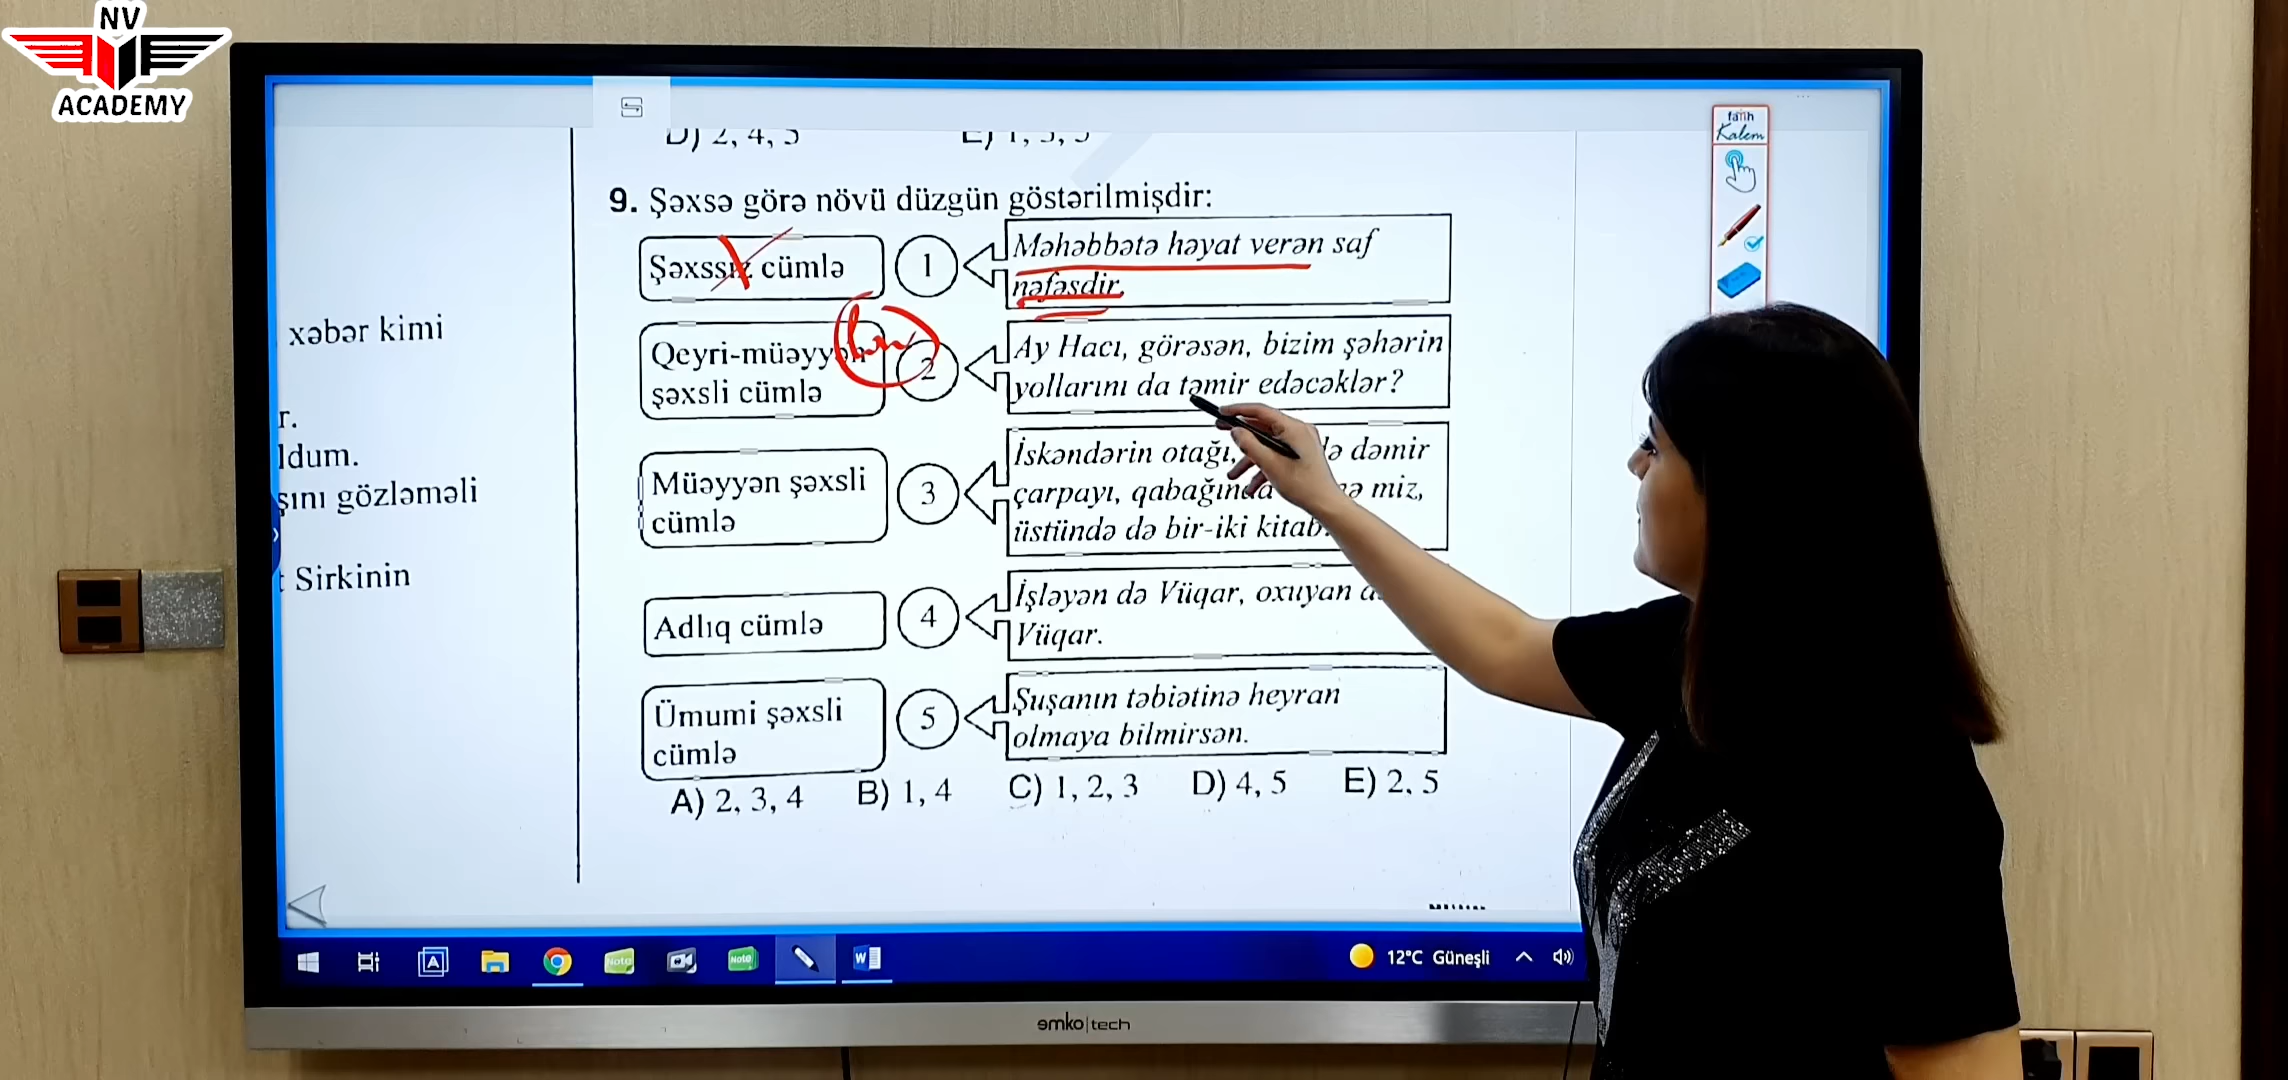 NV
ACADEMY
9. Şəxsə görə növü düzgün göstərilmişdir:
Şəxssiz cümlə
1
Məhəbbətə həyat verən saf
nəfəsdir.
Qeyri-müəyyən
şəxsli cümlə
2
Ay Hacı, görəsən, bizim şəhərin
yollarını da təmir edəcəklər?
Müəyyən şəxsli
cümlə
3
İskəndərin otağı, dəmir
çarpayı, qabağında miz,
üstündə də bir-iki kitab.
Adlıq cümlə
4
İşləyən də Vüqar, oxuyan
Vüqar.
Ümumi şəxsli
cümlə
5
Şuşanın təbiətinə heyran
olmaya bilmirsən.
A) 2, 3, 4 B) 1, 4 C) 1, 2, 3 D) 4, 5 E) 2, 5
xəbər kimi
r.
ldum.
şını gözləməli
Sirkinin
fatih
Kalem
12°C Güneşli
emko|tech